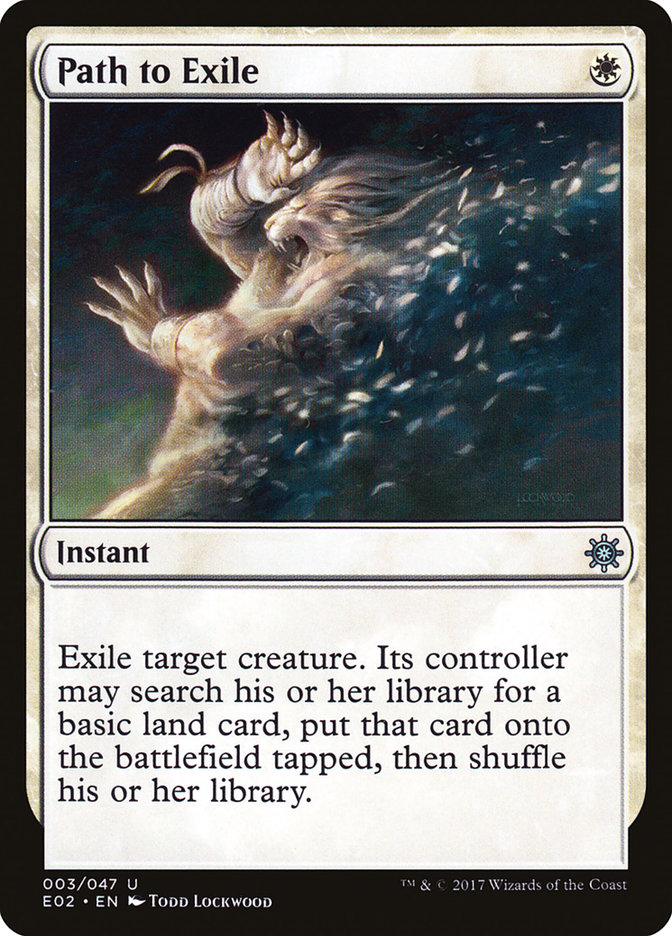 Path to Exile
LOCKWOOD
Instant
Exile target creature. Its controller
may search his or her library for a
basic land card, put that card onto
the battlefield tapped, then shuffle
his or her library.
003/047 U
™ & © 2017 Wizards of the Coast
E02 • EN Todd Lockwood